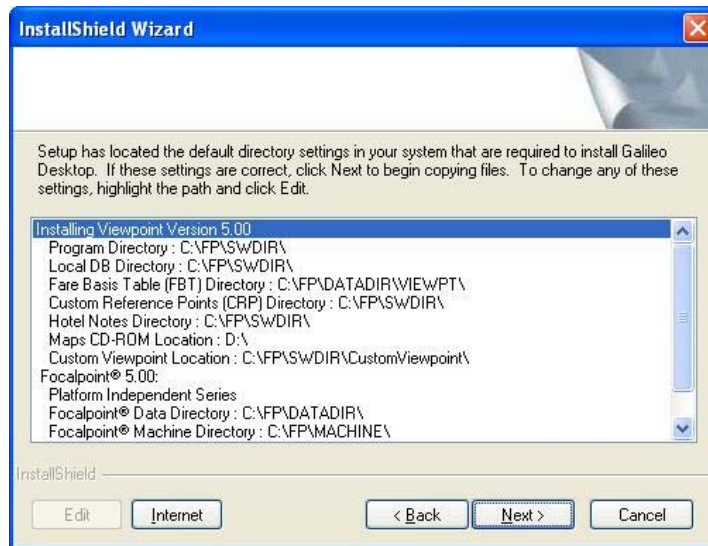 InstallShield Wizard
Setup has located the default directory settings in your system that are required to install Galileo
Desktop. If these settings are correct, click Next to begin copying files. To change any of these
settings, highlight the path and click Edit.
Installing Viewpoint Version 5.00
Program Directory : C:\FP\SWDIR\
Local DB Directory : C:\FP\SWDIR\
Fare Basis Table (FBT) Directory : C:\FP\DATADIR\VIEWPT\
Custom Reference Points (CRP) Directory : C:\FP\SWDIR\
Hotel Notes Directory : C:\FP\SWDIR\
Maps CD-ROM Location : D:\
Custom Viewpoint Location : C:\FP\SWDIR\CustomViewpoint\
Focalpoint® 5.00:
Platform Independent Series
Focalpoint® Data Directory : C:\FP\DATADIR\
Focalpoint® Machine Directory : C:\FP\MACHINE\
InstallShield
Edit Internet < Back Next > Cancel